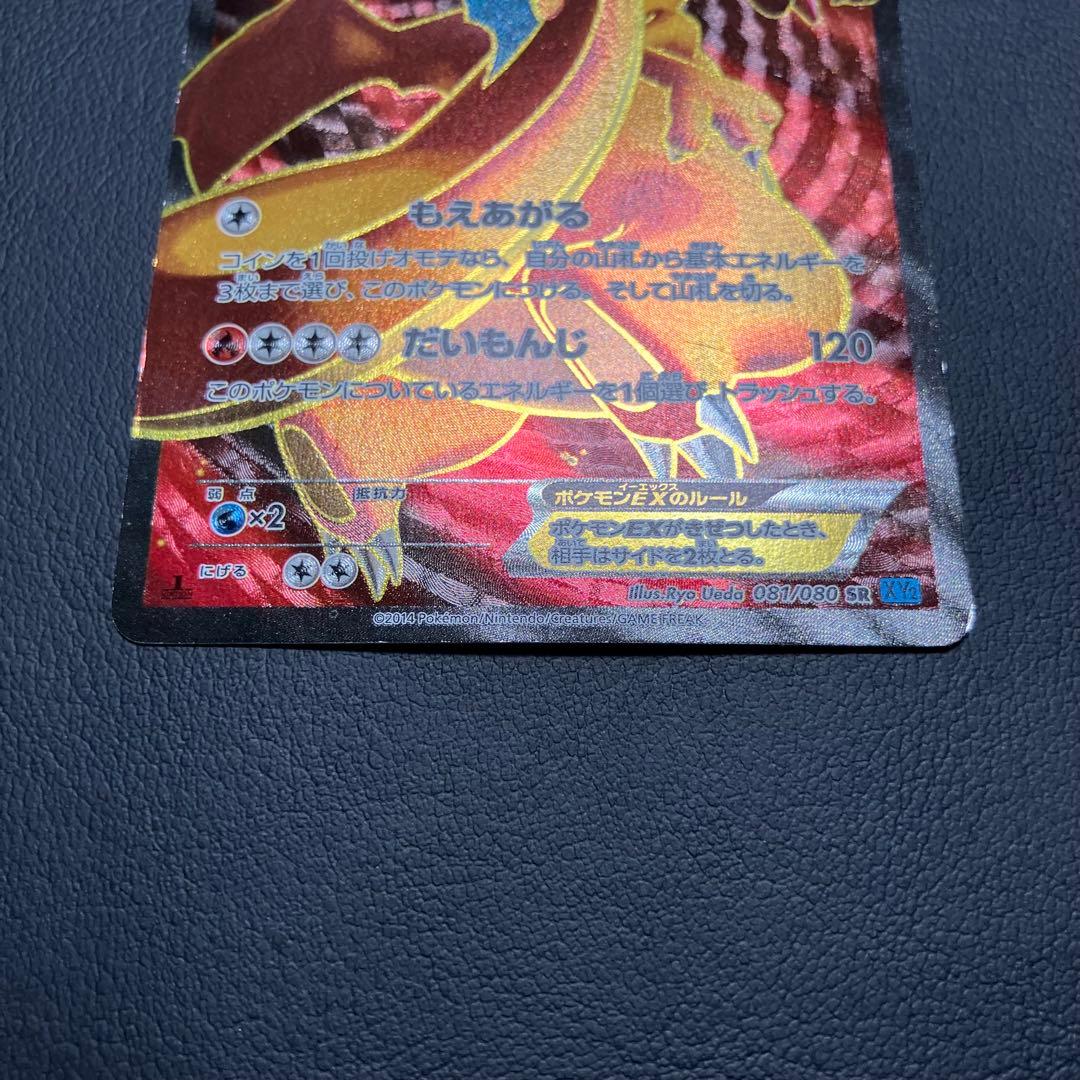 もえあがる
コインを1回投げオモテなら、自分の山札から基本エネルギーを
3枚まで選び、このポケモンにつける。そして山札を切る。
だいもんじ 120
このポケモンについているエネルギーを1個選び、トラッシュする。
弱点 抵抗力
×2
ポケモンEXのルール
ポケモンEXがきぜつしたとき、
相手はサイドを2枚とる。
にげる
Illus.Ryo Ueda 081/080 SR XY2
©2014 Pokémon/Nintendo/Creatures/GAME FREAK.